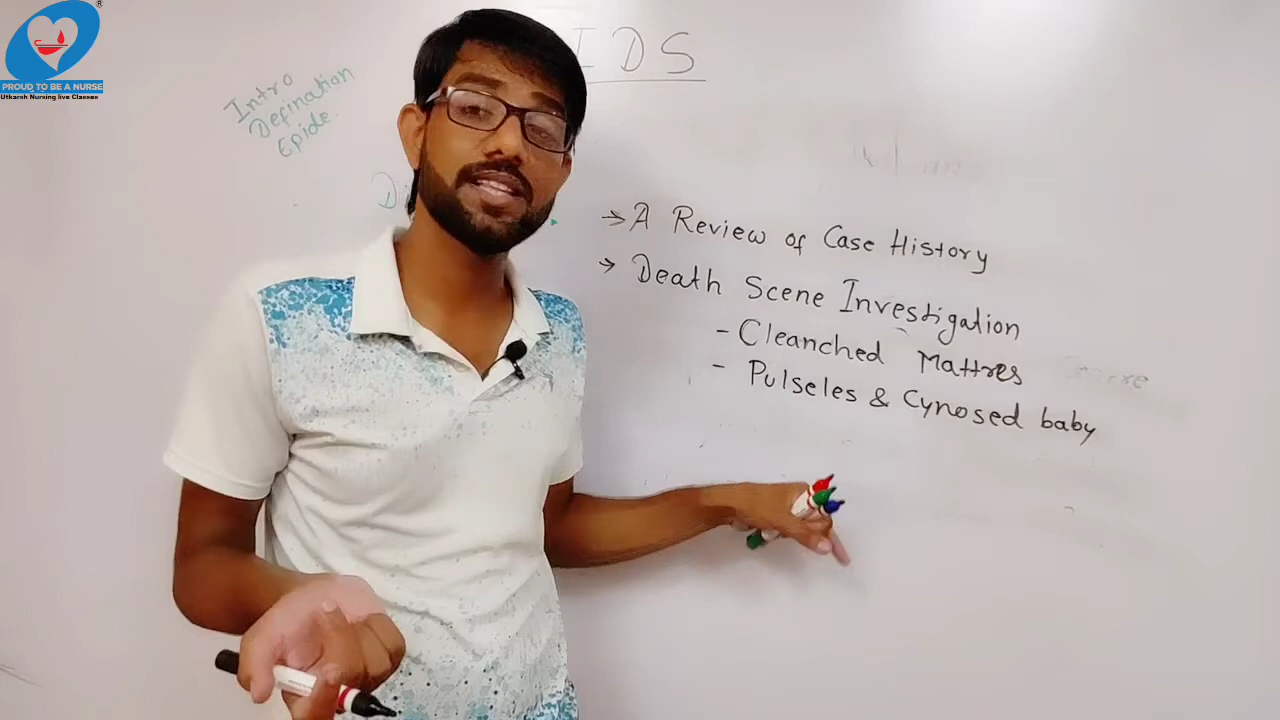 ®
PROUD TO BE A NURSE
Utkarsh Nursing live Classes
IDS
Intro
Defination
Epide.
→ A Review of Case History
→ Death Scene Investigation
- Cleanched Mattres
- Pulseles & Cynosed baby